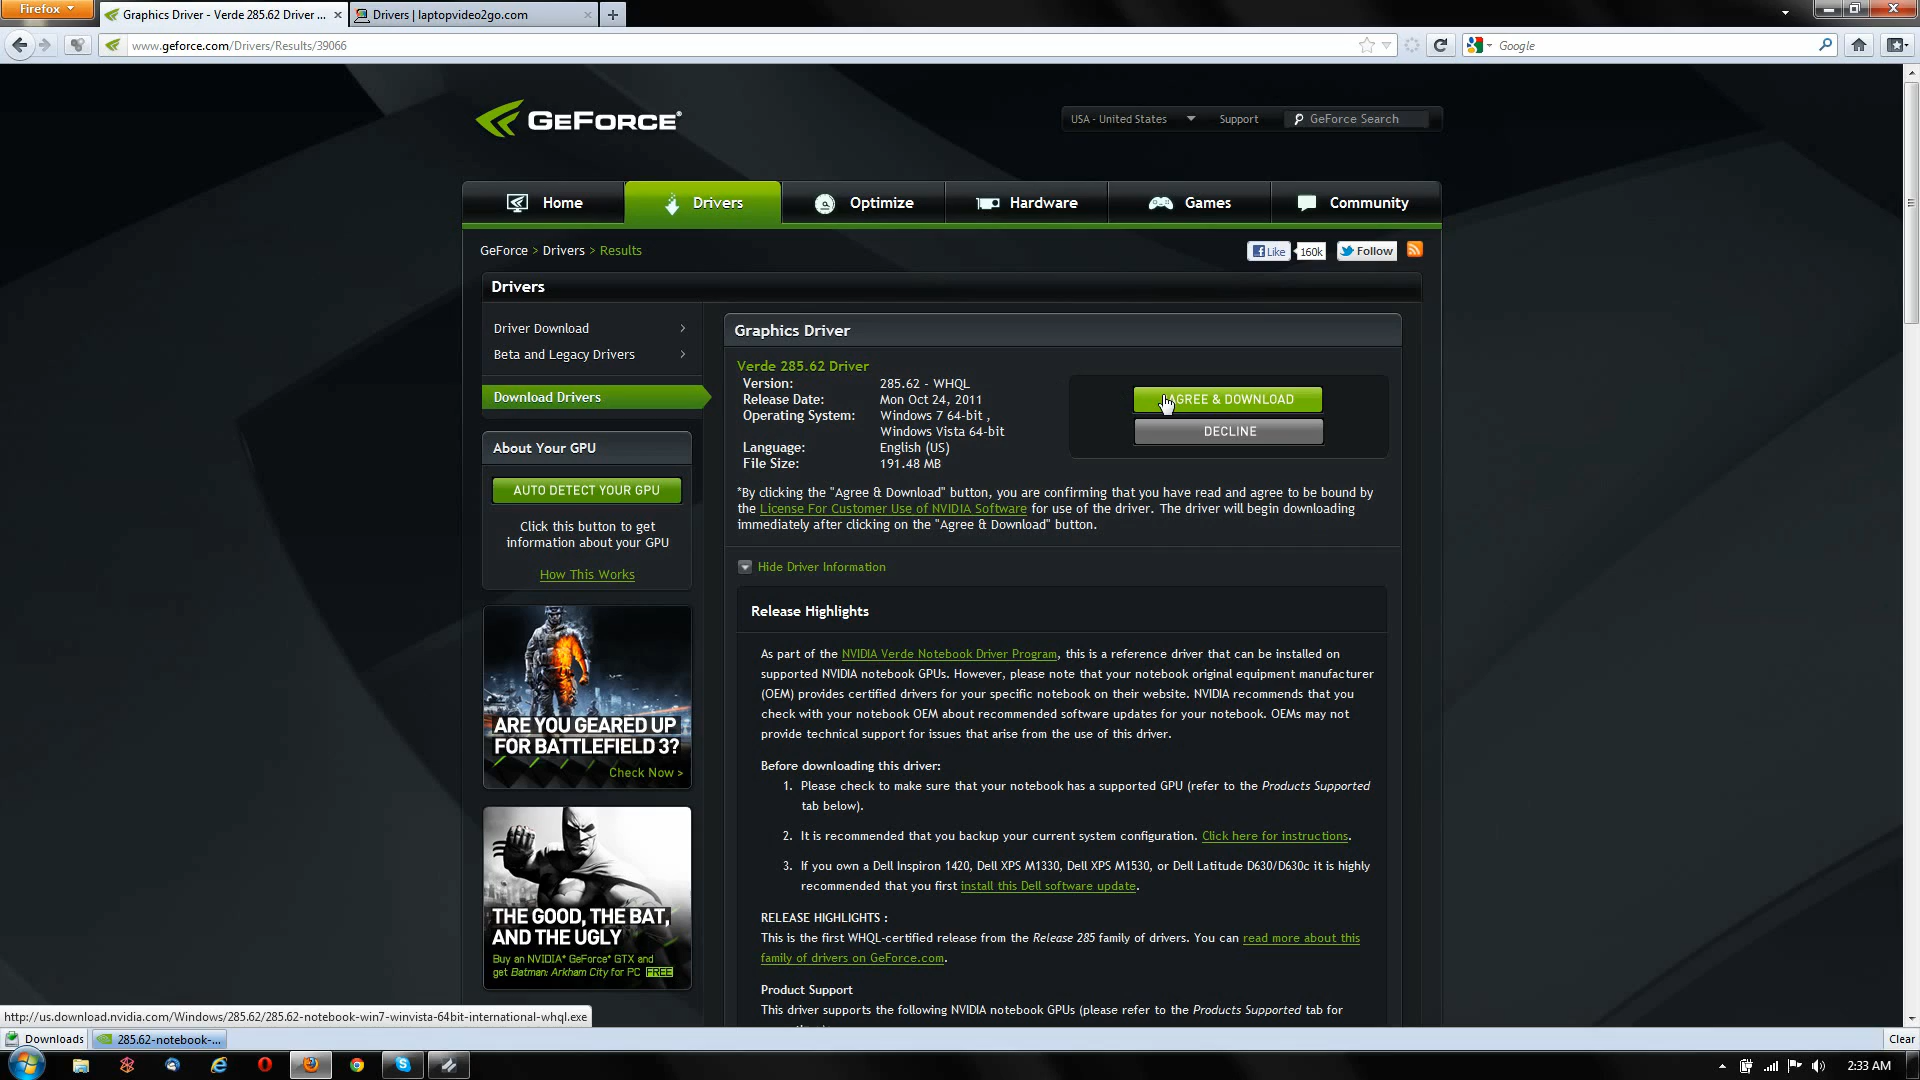 Firefox
Graphics Driver - Verde 285.62 Driver ...
Drivers | laptopvideo2go.com
www.geforce.com/Drivers/Results/39066
Google
GEFORCE
USA - United States
Support
GeForce Search
Home
Drivers
Optimize
Hardware
Games
Community
GeForce > Drivers > Results
Like
160k
Follow
Drivers
Driver Download
Beta and Legacy Drivers
Download Drivers
About Your GPU
AUTO DETECT YOUR GPU
Click this button to get
information about your GPU
How This Works
ARE YOU GEARED UP
FOR BATTLEFIELD 3?
Check Now >
THE GOOD, THE BAT,
AND THE UGLY
Buy an NVIDIA® GeForce® GTX and
get Batman: Arkham City for PC FREE
Graphics Driver
Verde 285.62 Driver
Version: 285.62 - WHQL
Release Date: Mon Oct 24, 2011
Operating System: Windows 7 64-bit ,
Windows Vista 64-bit
Language: English (US)
File Size: 191.48 MB
AGREE & DOWNLOAD
DECLINE
*By clicking the "Agree & Download" button, you are confirming that you have read and agree to be bound by
the License For Customer Use of NVIDIA Software for use of the driver. The driver will begin downloading
immediately after clicking on the "Agree & Download" button.
Hide Driver Information
Release Highlights
As part of the NVIDIA Verde Notebook Driver Program, this is a reference driver that can be installed on
supported NVIDIA notebook GPUs. However, please note that your notebook original equipment manufacturer
(OEM) provides certified drivers for your specific notebook on their website. NVIDIA recommends that you
check with your notebook OEM about recommended software updates for your notebook. OEMs may not
provide technical support for issues that arise from the use of this driver.
Before downloading this driver:
1. Please check to make sure that your notebook has a supported GPU (refer to the Products Supported
tab below).
2. It is recommended that you backup your current system configuration. Click here for instructions.
3. If you own a Dell Inspiron 1420, Dell XPS M1330, Dell XPS M1530, or Dell Latitude D630/D630c it is highly
recommended that you first install this Dell software update.
RELEASE HIGHLIGHTS :
This is the first WHQL-certified release from the Release 285 family of drivers. You can read more about this
family of drivers on GeForce.com.
Product Support
This driver supports the following NVIDIA notebook GPUs (please refer to the Products Supported tab for
http://us.download.nvidia.com/Windows/285.62/285.62-notebook-win7-winvista-64bit-international-whql.exe
Downloads
285.62-notebook-...
Clear
2:33 AM